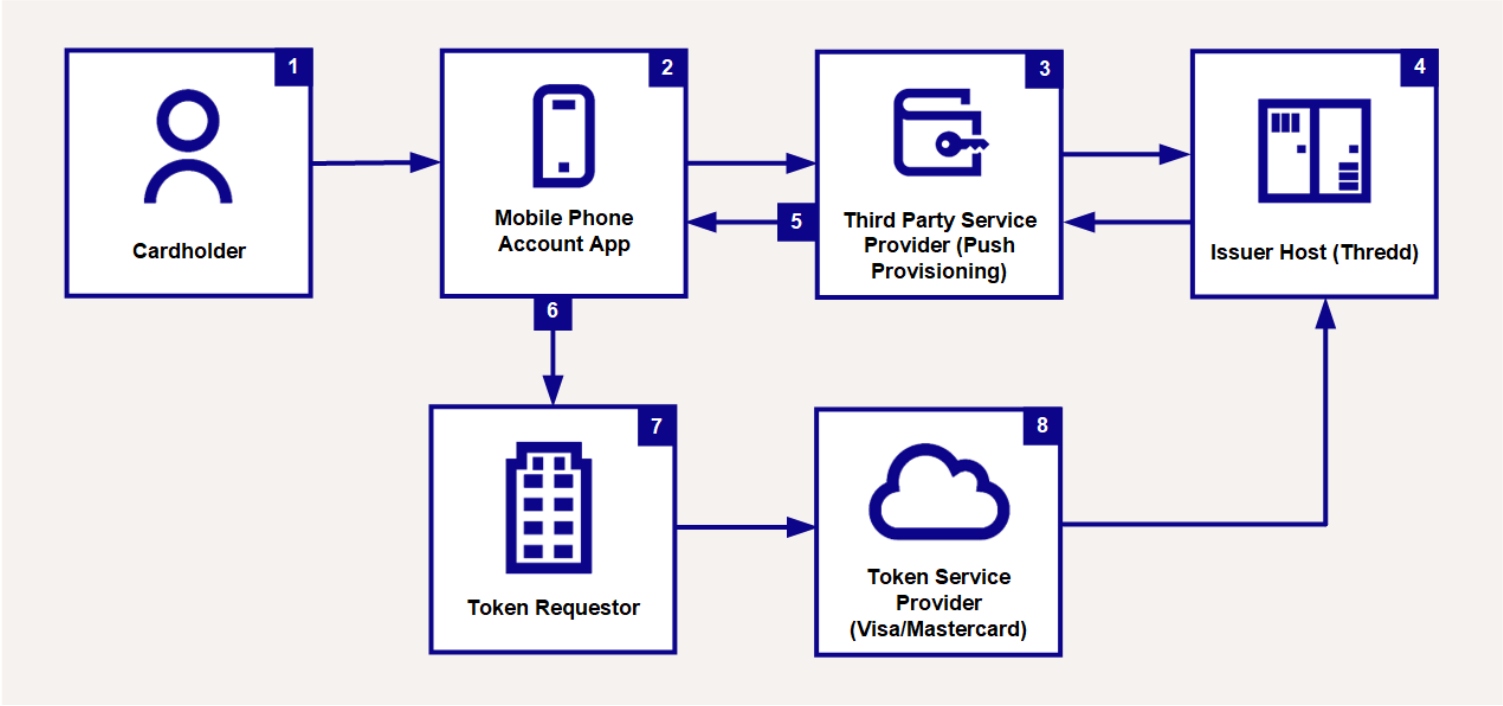 1
Cardholder
2
Mobile Phone
Account App
3
Third Party Service
Provider (Push
Provisioning)
4
Issuer Host (Thredd)
5
6
7
Token Requestor
8
Token Service
Provider
(Visa/Mastercard)